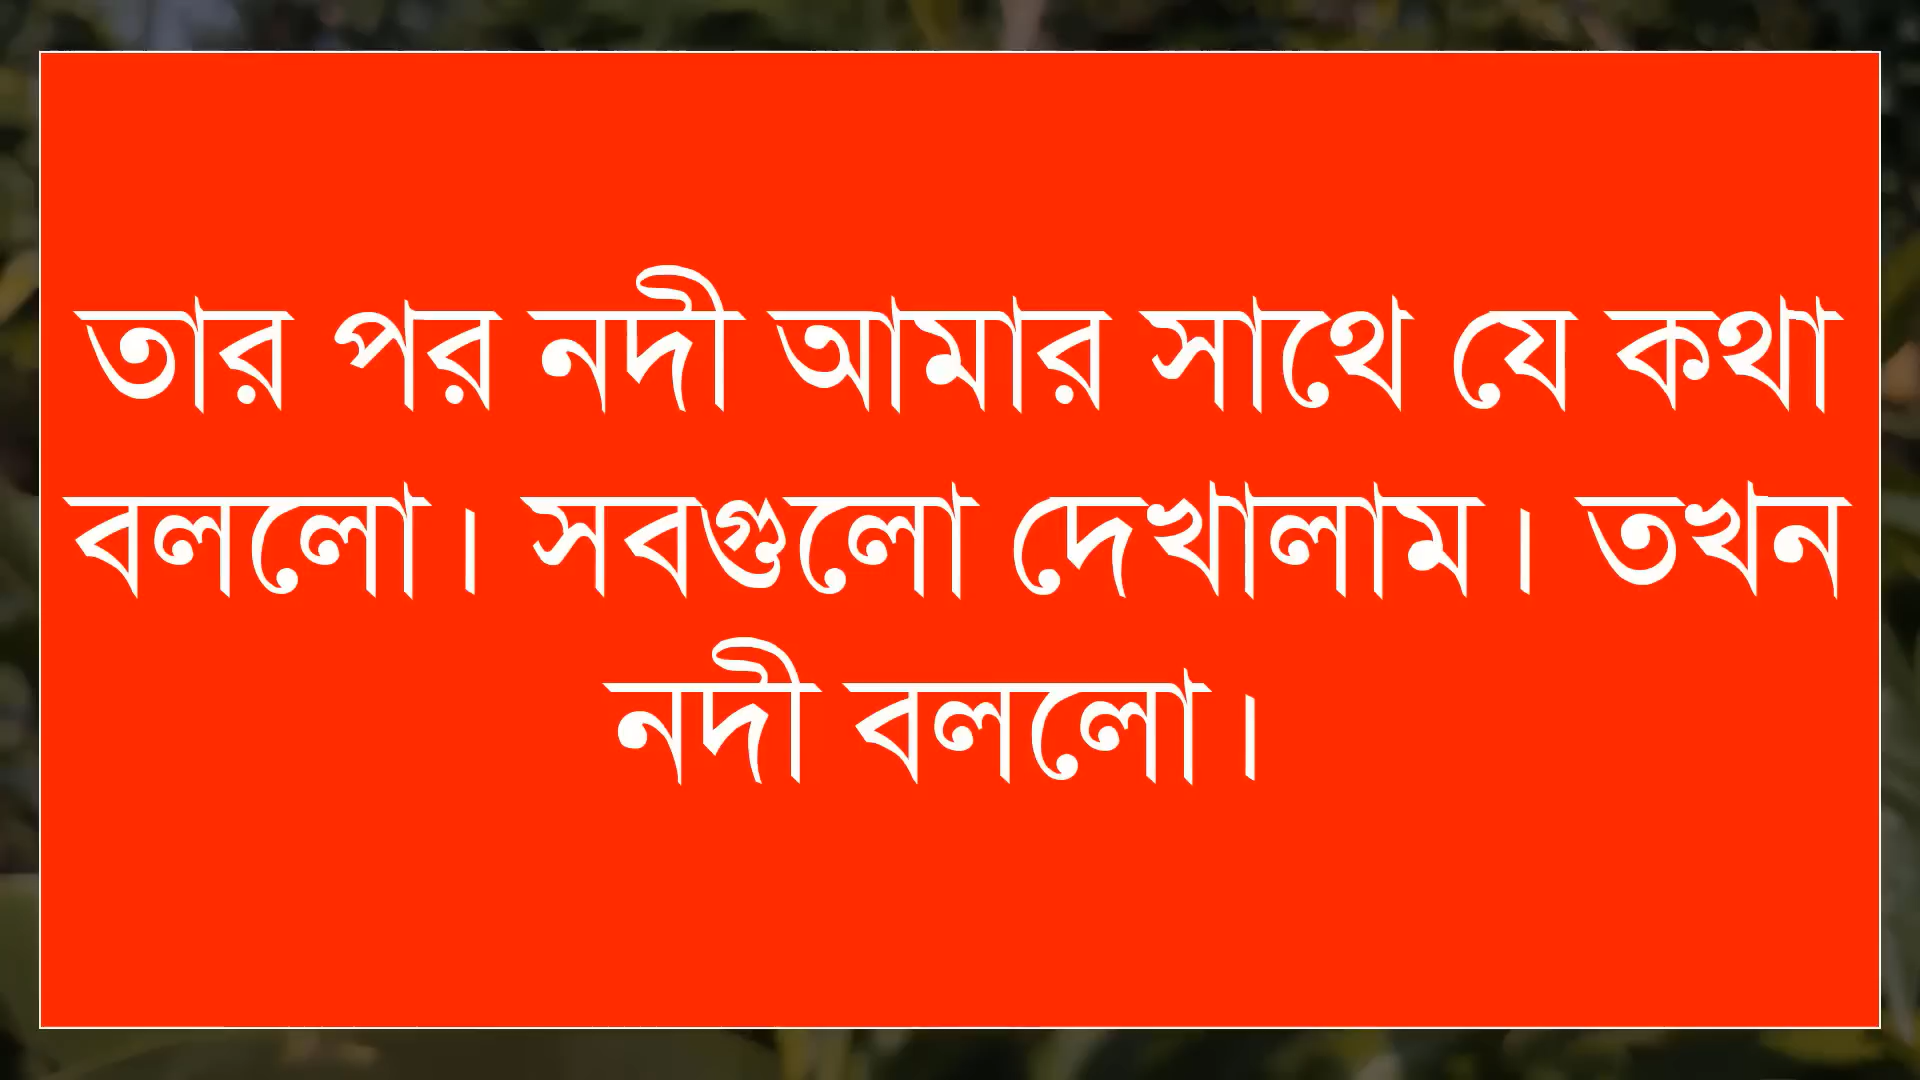 তার পর নদী আমার সাথে যে কথা
বললো। সবগুলো দেখালাম। তখন
নদী বললো।